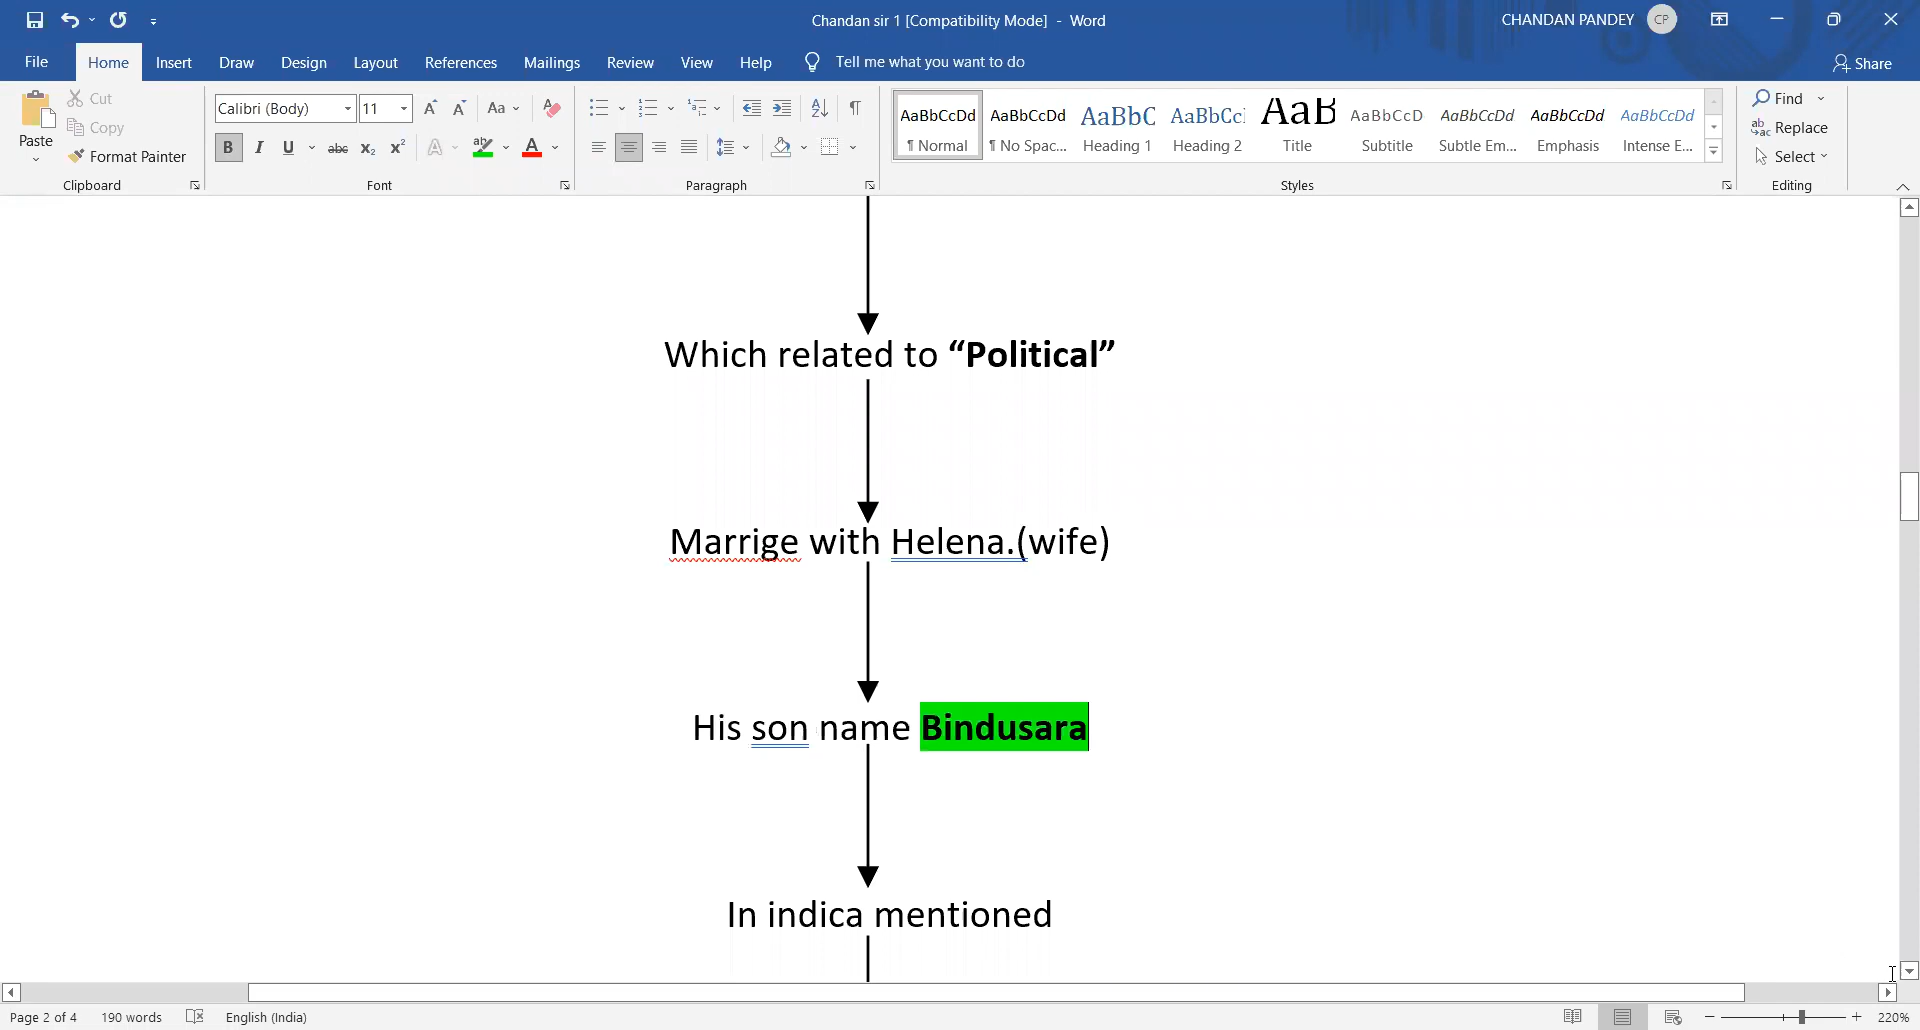 Chandan sir 1 [Compatibility Mode] - Word
CHANDAN PANDEY CP
File Home Insert Draw Design Layout References Mailings Review View Help Tell me what you want to do Share
Paste
Cut
Copy
Format Painter
Clipboard
Calibri (Body) 11
Font
Paragraph
AaBbCcDd AaBbCcDd AaBbC AaBbCc AaB AaBbCcD AaBbCcDd AaBbCcDd AaBbCcDd
¶ Normal ¶ No Spac... Heading 1 Heading 2 Title Subtitle Subtle Em... Emphasis Intense E...
Styles
Find
Replace
Select
Editing
Which related to “Political”
Marrige with Helena.(wife)
His son name Bindusara
In indica mentioned
Page 2 of 4 190 words English (India) 220%